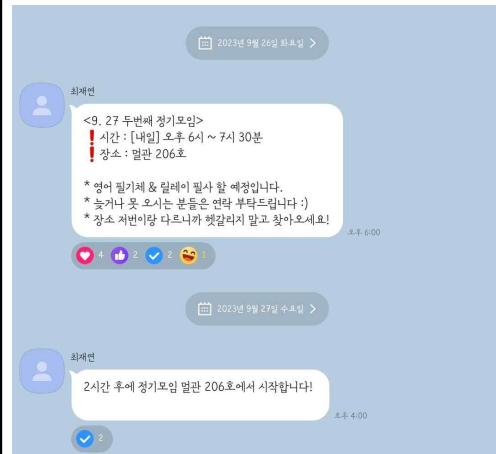 2023년 9월 26일 화요일
최재연
<9. 27 두번째 정기모임>
❗시간 : [내일] 오후 6시 ~ 7시 30분
❗장소 : 멀관 206호
* 영어 필기체 & 릴레이 필사 할 예정입니다.
* 늦거나 못 오시는 분들은 연락 부탁드립니다 :)
* 장소 저번이랑 다르니까 헷갈리지 말고 찾아오세요!
오후 6:00
4 2 2 1
2023년 9월 27일 수요일
최재연
2시간 후에 정기모임 멀관 206호에서 시작합니다!
오후 4:00
2